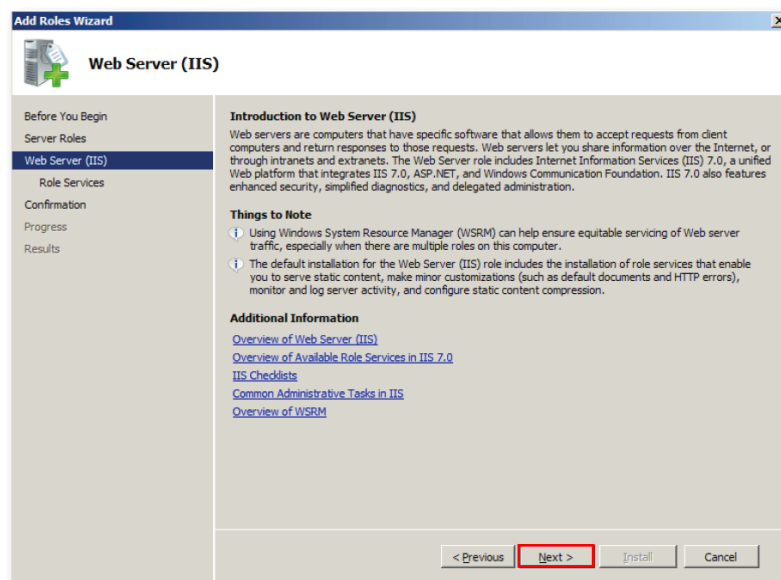 Add Roles Wizard
Web Server (IIS)
Before You Begin
Server Roles
Web Server (IIS)
Role Services
Confirmation
Progress
Results
Introduction to Web Server (IIS)
Web servers are computers that have specific software that allows them to accept requests from client
computers and return responses to those requests. Web servers let you share information over the Internet, or
through intranets and extranets. The Web Server role includes Internet Information Services (IIS) 7.0, a unified
Web platform that integrates IIS 7.0, ASP.NET, and Windows Communication Foundation. IIS 7.0 also features
enhanced security, simplified diagnostics, and delegated administration.
Things to Note
Using Windows System Resource Manager (WSRM) can help ensure equitable servicing of Web server
traffic, especially when there are multiple roles on this computer.
The default installation for the Web Server (IIS) role includes the installation of role services that enable
you to serve static content, make minor customizations (such as default documents and HTTP errors),
monitor and log server activity, and configure static content compression.
Additional Information
Overview of Web Server (IIS)
Overview of Available Role Services in IIS 7.0
IIS Checklists
Common Administrative Tasks in IIS
Overview of WSRM
< Previous Next > Install Cancel